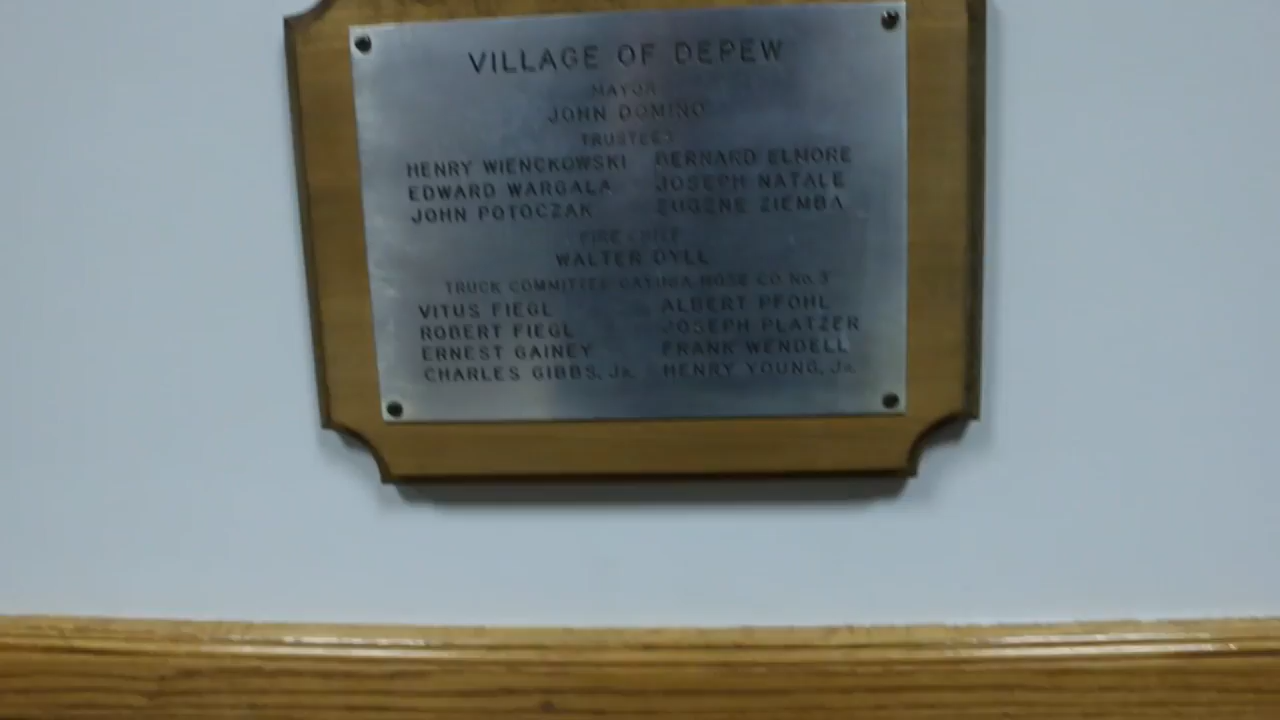 VILLAGE OF DEPEW
MAYOR
JOHN DOMINO
TRUSTEES
HENRY WIENCKOWSKI BERNARD ELMORE
EDWARD WARGALA JOSEPH NATALE
JOHN POTOCZAK EUGENE ZIEMBA
FIRE CHIEF
WALTER DYLL
TRUCK COMMITTEE CAYUGA HOSE CO. No. 3
VITUS FIEGL ALBERT PFOHL
ROBERT FIEGL JOSEPH PLATZER
ERNEST GAINEY FRANK WENDELL
CHARLES GIBBS, JR. HENRY YOUNG, JR.